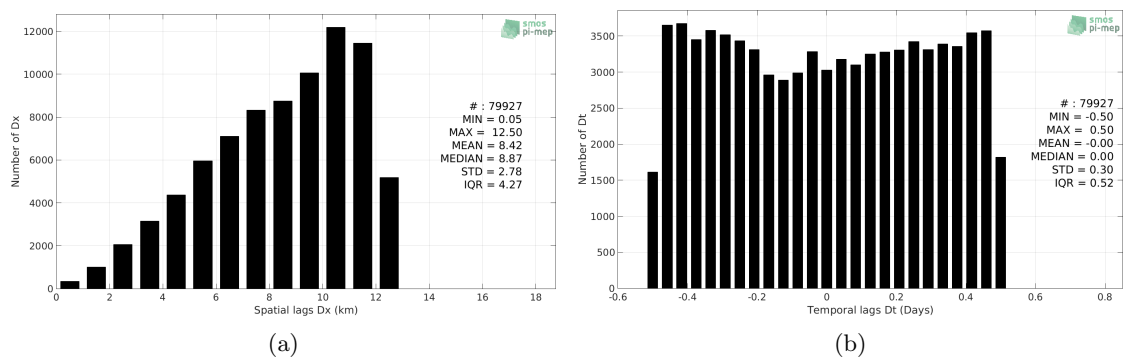 12000
10000
8000
6000
4000
2000
0
Number of Dx
0 2 4 6 8 10 12 14 16 18
Spatial lags Dx (km)
smos
pi-mep
# : 79927
MIN = 0.05
MAX = 12.50
MEAN = 8.42
MEDIAN = 8.87
STD = 2.78
IQR = 4.27
(a)
3500
3000
2500
2000
1500
1000
500
0
Number of Dt
-0.6 -0.4 -0.2 0 0.2 0.4 0.6 0.8
Temporal lags Dt (Days)
smos
pi-mep
# : 79927
MIN = -0.50
MAX = 0.50
MEAN = -0.00
MEDIAN = 0.00
STD = 0.30
IQR = 0.52
(b)